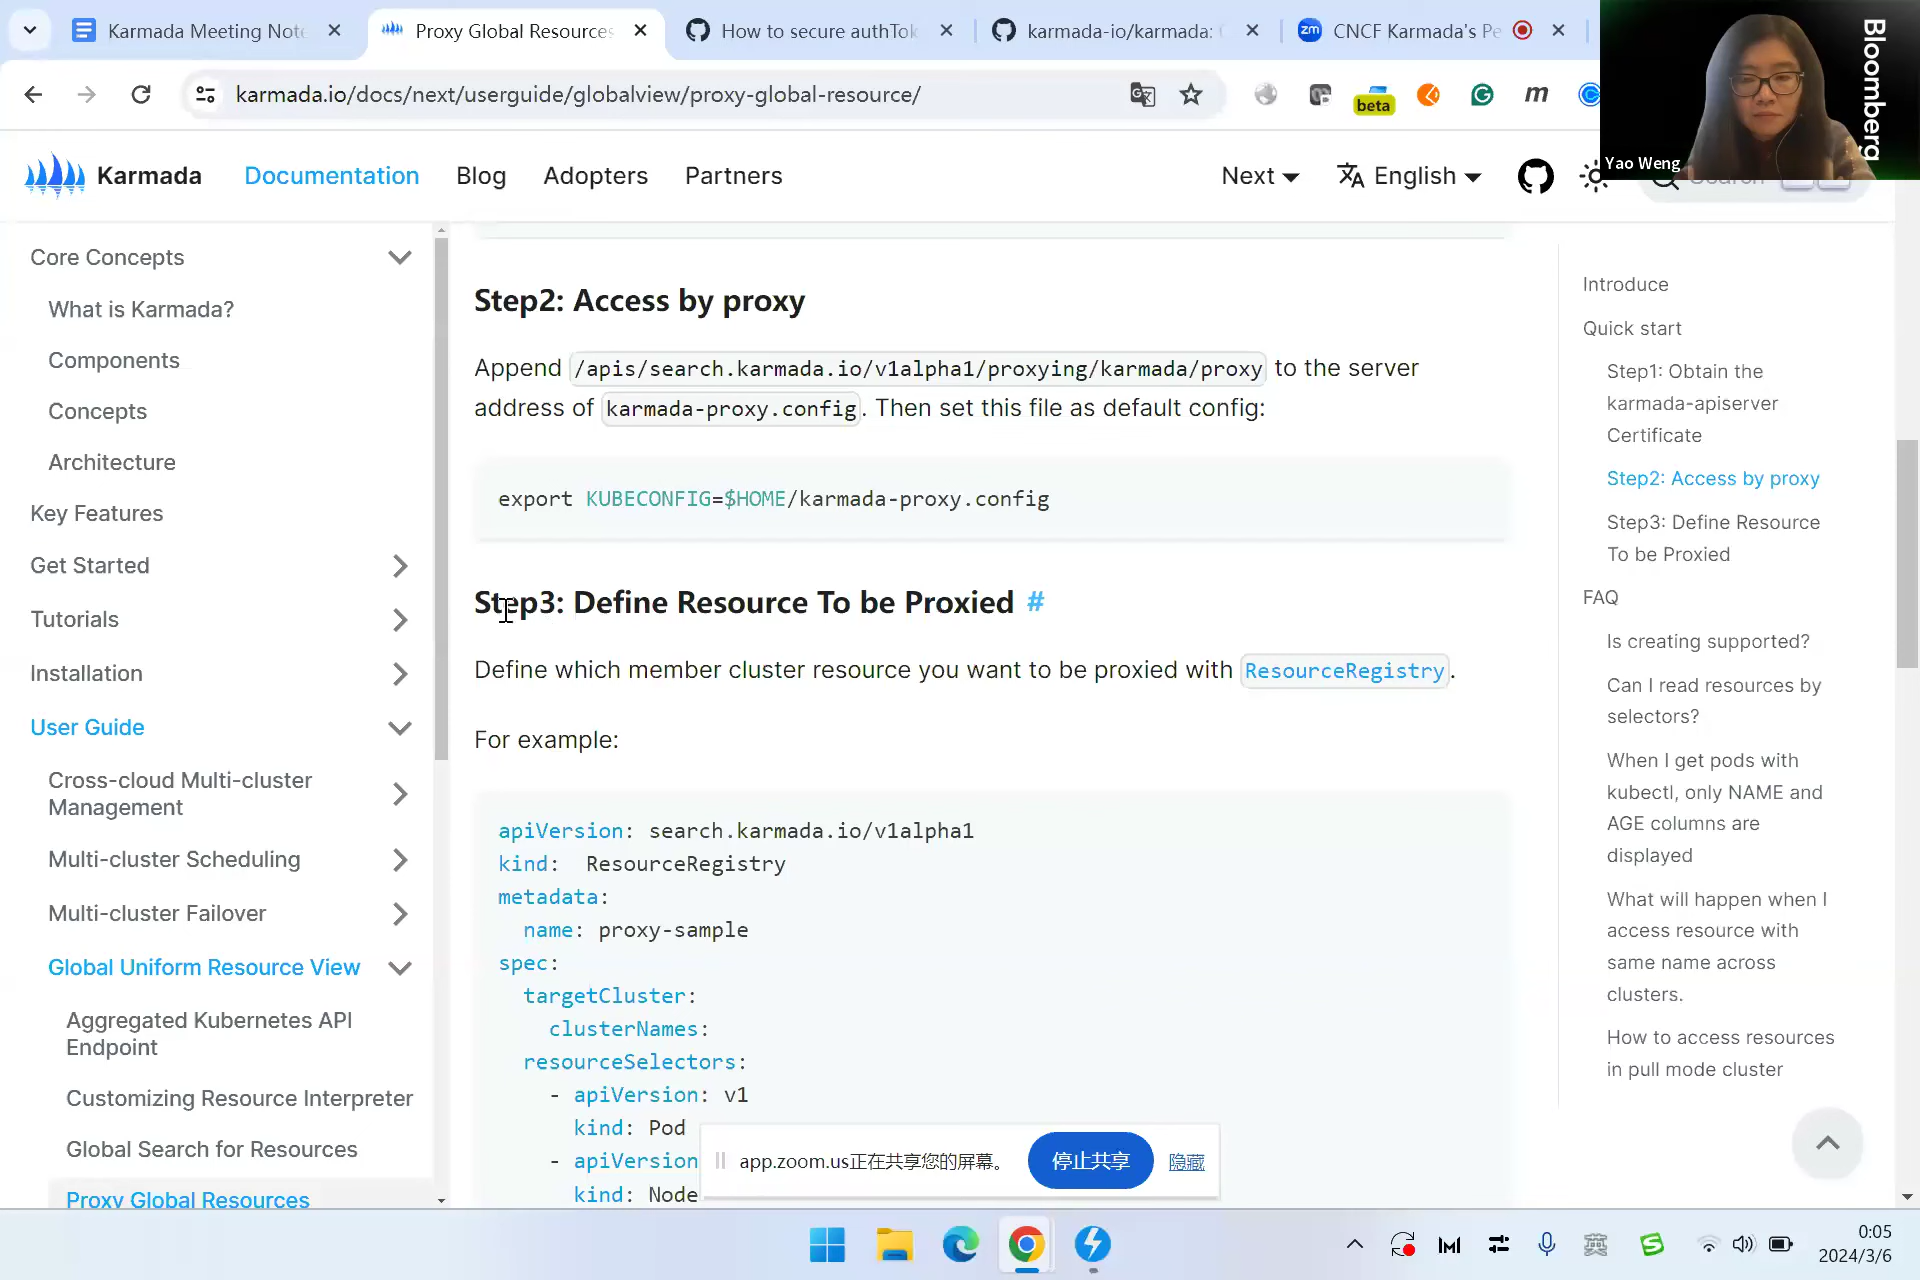 Karmada Meeting Note
Proxy Global Resources
How to secure authTok
karmada-io/karmada:
CNCF Karmada's Pe
karmada.io/docs/next/userguide/globalview/proxy-global-resource/
beta
Bloomberg
Yao Weng
Karmada
Documentation
Blog
Adopters
Partners
Next
English
Search
Core Concepts
What is Karmada?
Components
Concepts
Architecture
Key Features
Get Started
Tutorials
Installation
User Guide
Cross-cloud Multi-cluster
Management
Multi-cluster Scheduling
Multi-cluster Failover
Global Uniform Resource View
Aggregated Kubernetes API
Endpoint
Customizing Resource Interpreter
Global Search for Resources
Proxy Global Resources
Step2: Access by proxy
Append /apis/search.karmada.io/v1alpha1/proxying/karmada/proxy to the server
address of karmada-proxy.config. Then set this file as default config:
export KUBECONFIG=$HOME/karmada-proxy.config
Step3: Define Resource To be Proxied #
Define which member cluster resource you want to be proxied with ResourceRegistry.
For example:
apiVersion: search.karmada.io/v1alpha1
kind:  ResourceRegistry
metadata:
name: proxy-sample
spec:
targetCluster:
clusterNames:
resourceSelectors:
- apiVersion: v1
kind: Pod
- apiVersion
kind: Node
Introduce
Quick start
Step1: Obtain the
karmada-apiserver
Certificate
Step2: Access by proxy
Step3: Define Resource
To be Proxied
FAQ
Is creating supported?
Can I read resources by
selectors?
When I get pods with
kubectl, only NAME and
AGE columns are
displayed
What will happen when I
access resource with
same name across
clusters.
How to access resources
in pull mode cluster
app.zoom.us正在共享您的屏幕。
停止共享
隐藏
英
0:05
2024/3/6